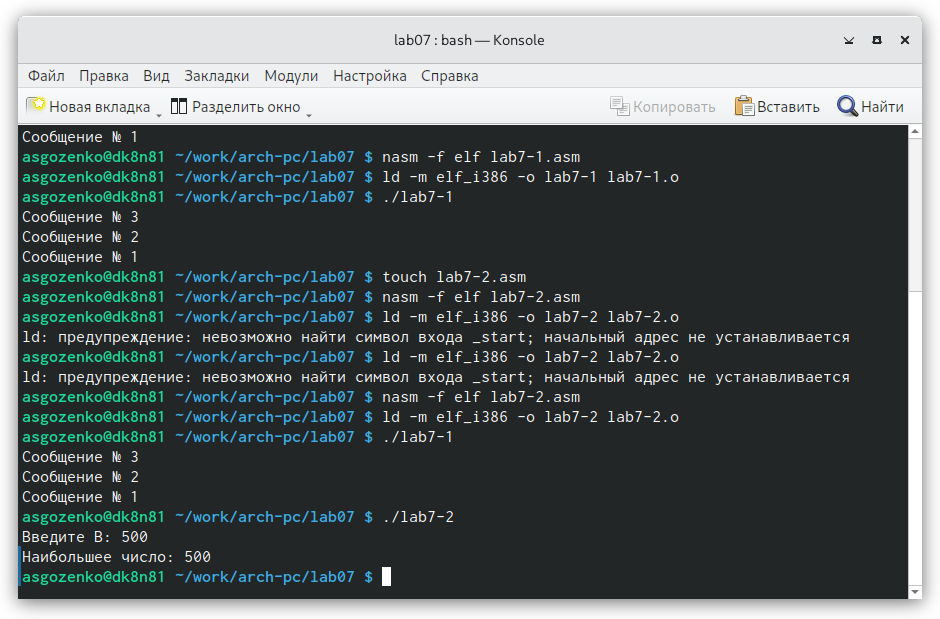 lab07 : bash — Konsole
Файл Правка Вид Закладки Модули Настройка Справка
Новая вкладка Разделить окно Копировать Вставить Найти
Сообщение № 1
asgozenko@dk8n81 ~/work/arch-pc/lab07 $ nasm -f elf lab7-1.asm
asgozenko@dk8n81 ~/work/arch-pc/lab07 $ ld -m elf_i386 -o lab7-1 lab7-1.o
asgozenko@dk8n81 ~/work/arch-pc/lab07 $ ./lab7-1
Сообщение № 3
Сообщение № 2
Сообщение № 1
asgozenko@dk8n81 ~/work/arch-pc/lab07 $ touch lab7-2.asm
asgozenko@dk8n81 ~/work/arch-pc/lab07 $ nasm -f elf lab7-2.asm
asgozenko@dk8n81 ~/work/arch-pc/lab07 $ ld -m elf_i386 -o lab7-2 lab7-2.o
ld: предупреждение: невозможно найти символ входа _start; начальный адрес не устанавливается
asgozenko@dk8n81 ~/work/arch-pc/lab07 $ ld -m elf_i386 -o lab7-2 lab7-2.o
ld: предупреждение: невозможно найти символ входа _start; начальный адрес не устанавливается
asgozenko@dk8n81 ~/work/arch-pc/lab07 $ nasm -f elf lab7-2.asm
asgozenko@dk8n81 ~/work/arch-pc/lab07 $ ld -m elf_i386 -o lab7-2 lab7-2.o
asgozenko@dk8n81 ~/work/arch-pc/lab07 $ ./lab7-1
Сообщение № 3
Сообщение № 2
Сообщение № 1
asgozenko@dk8n81 ~/work/arch-pc/lab07 $ ./lab7-2
Введите B: 500
Наибольшее число: 500
asgozenko@dk8n81 ~/work/arch-pc/lab07 $